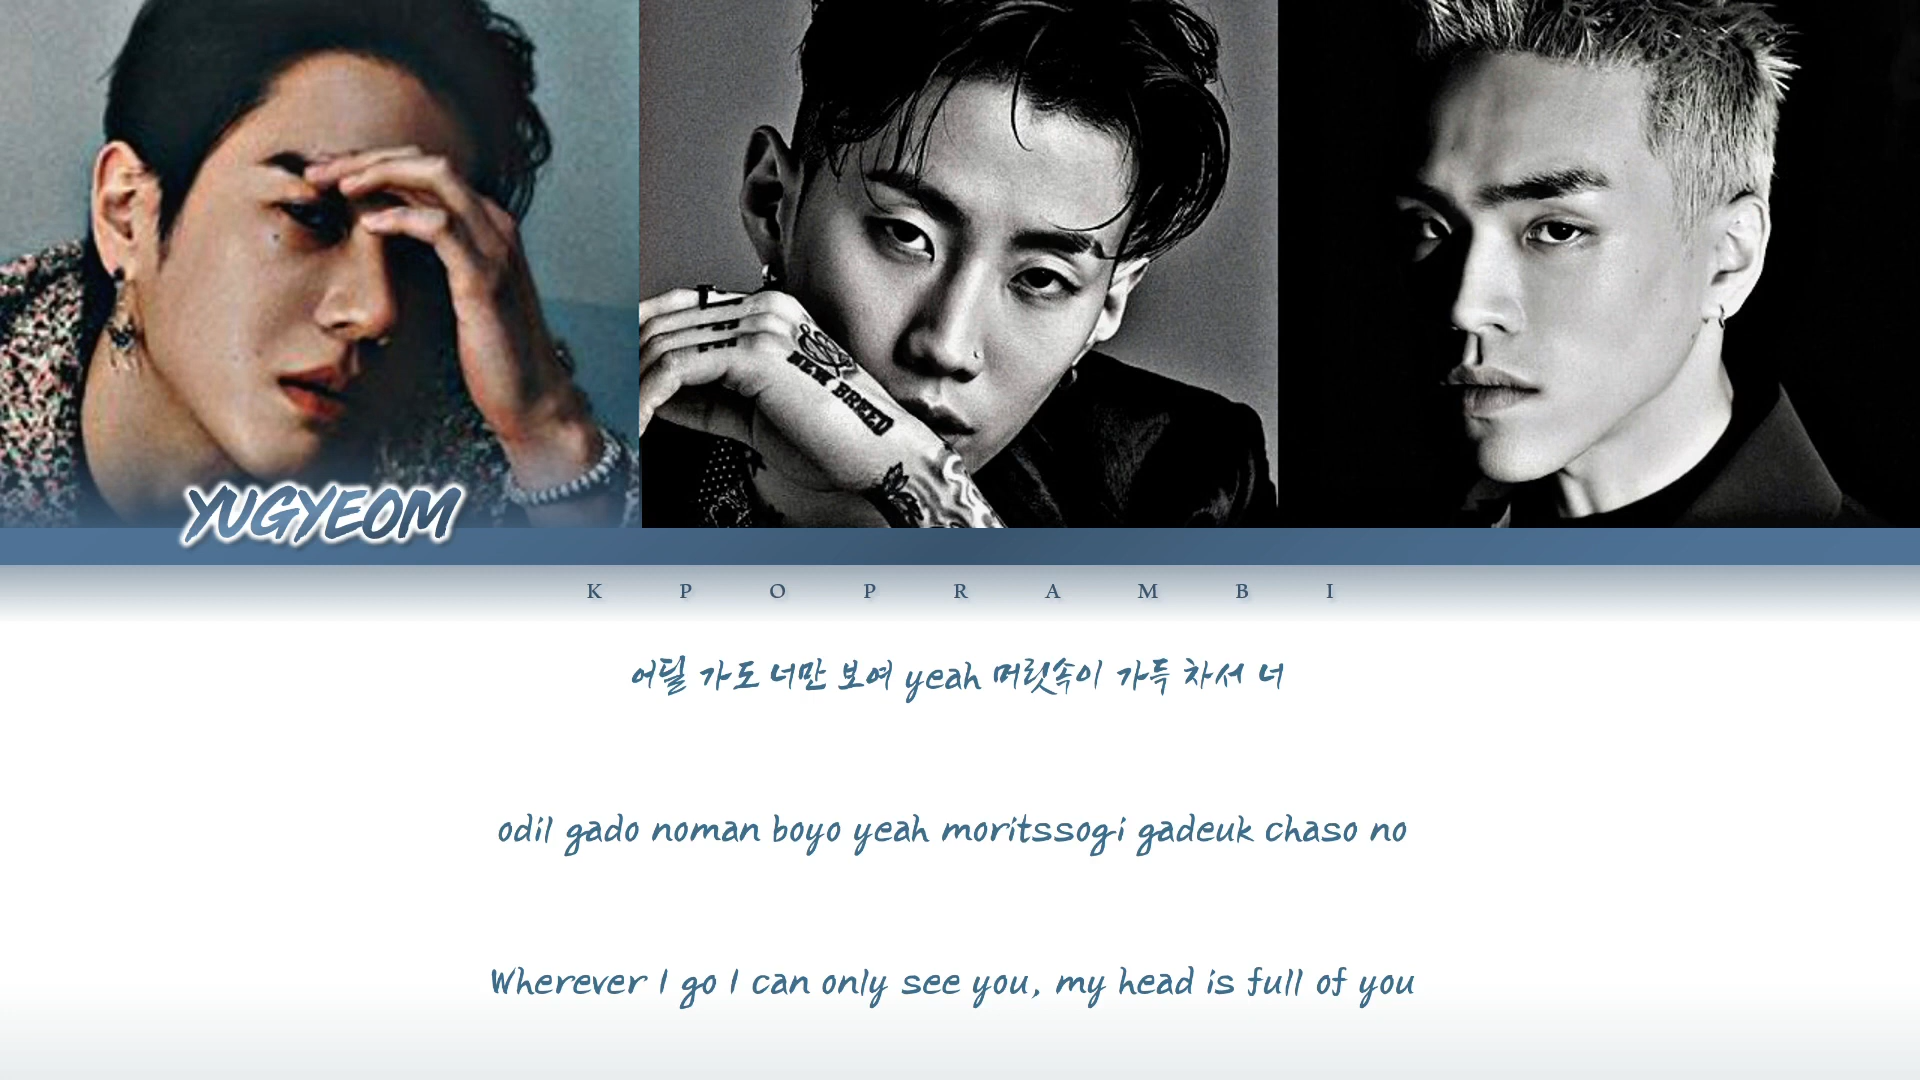 NEW BREED
YUGYEOM
K P O P R A M B I
어딜 가도 너만 보여 yeah 머릿속이 가득 차서 너
odil gado noman boyo yeah moritssogi gadeuk chaso no
Wherever I go I can only see you, my head is full of you